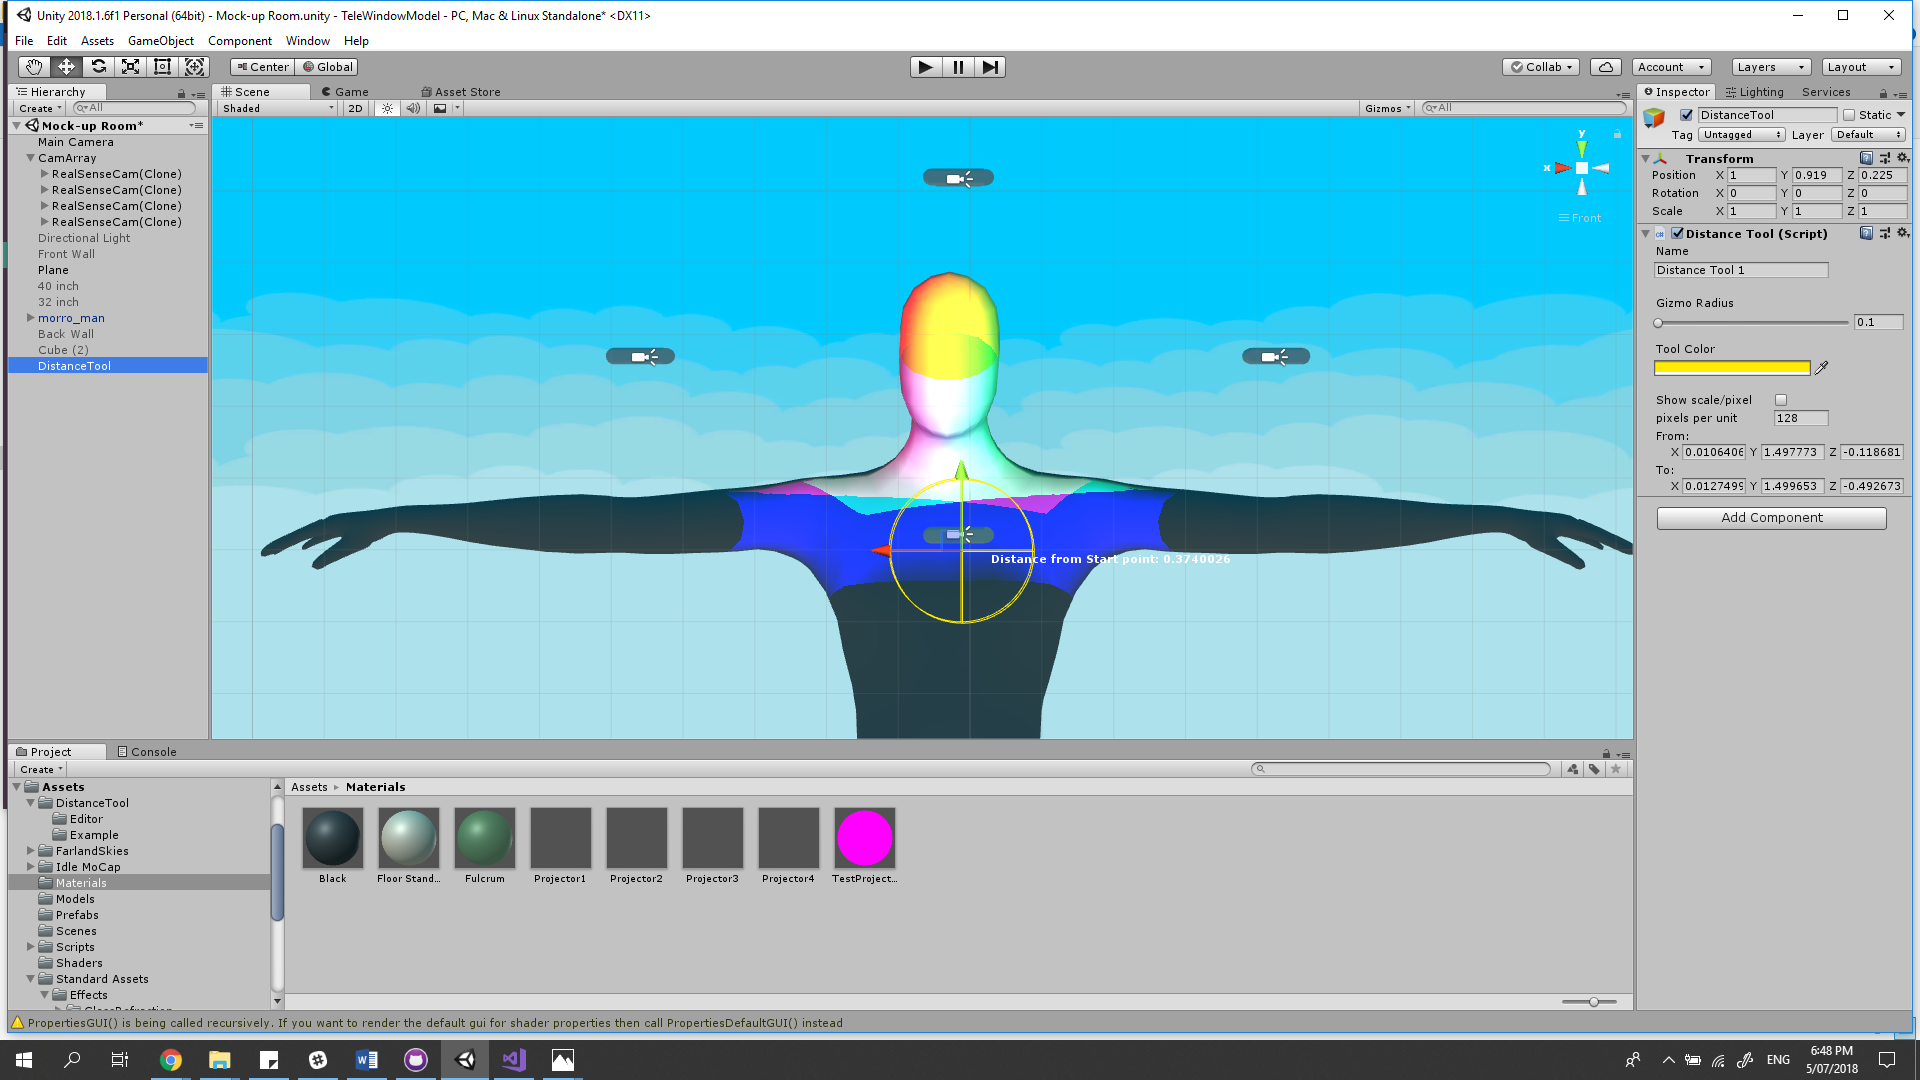 Unity 2018.1.6f1 Personal (64bit) - Mock-up Room.unity - TeleWindowModel - PC, Mac & Linux Standalone* <DX11>
File Edit Assets GameObject Component Window Help
Center Global Collab Account Layers Layout
Hierarchy
Create All
Mock-up Room*
Main Camera
CamArray
RealSenseCam(Clone)
RealSenseCam(Clone)
RealSenseCam(Clone)
RealSenseCam(Clone)
Directional Light
Front Wall
Plane
40 inch
32 inch
morro_man
Back Wall
Cube (2)
DistanceTool
Scene Game Asset Store
Shaded 2D Gizmos All
y
x
Front
Distance from Start point: 0.3740026
Inspector Lighting Services
DistanceTool Static
Tag Untagged Layer Default
Transform
Position X 1 Y 0.919 Z 0.225
Rotation X 0 Y 0 Z 0
Scale X 1 Y 1 Z 1
Distance Tool (Script)
Name
Distance Tool 1
Gizmo Radius
0.1
Tool Color
Show scale/pixel
pixels per unit 128
From:
X 0.0106406 Y 1.497773 Z -0.118681
To:
X 0.0127499 Y 1.499653 Z -0.492673
Add Component
Project Console
Create
Assets
DistanceTool
Editor
Example
FarlandSkies
Idle MoCap
Materials
Models
Prefabs
Scenes
Scripts
Shaders
Standard Assets
Effects
Assets Materials
Black Floor Stand... Fulcrum Projector1 Projector2 Projector3 Projector4 TestProject...
PropertiesGUI() is being called recursively. If you want to render the default gui for shader properties then call PropertiesDefaultGUI() instead
ENG
6:48 PM
5/07/2018